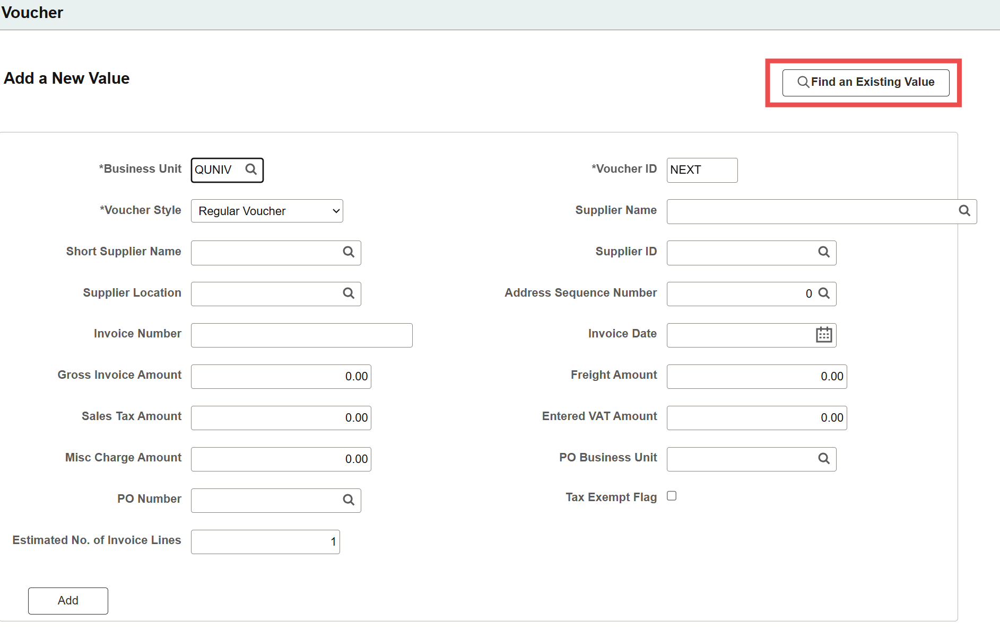 Voucher
Add a New Value
Find an Existing Value
*Business Unit QUNIV
*Voucher ID NEXT
*Voucher Style Regular Voucher
Supplier Name
Short Supplier Name
Supplier ID
Supplier Location
Address Sequence Number 0
Invoice Number
Invoice Date
Gross Invoice Amount 0.00
Freight Amount 0.00
Sales Tax Amount 0.00
Entered VAT Amount 0.00
Misc Charge Amount 0.00
PO Business Unit
PO Number
Tax Exempt Flag
Estimated No. of Invoice Lines 1
Add